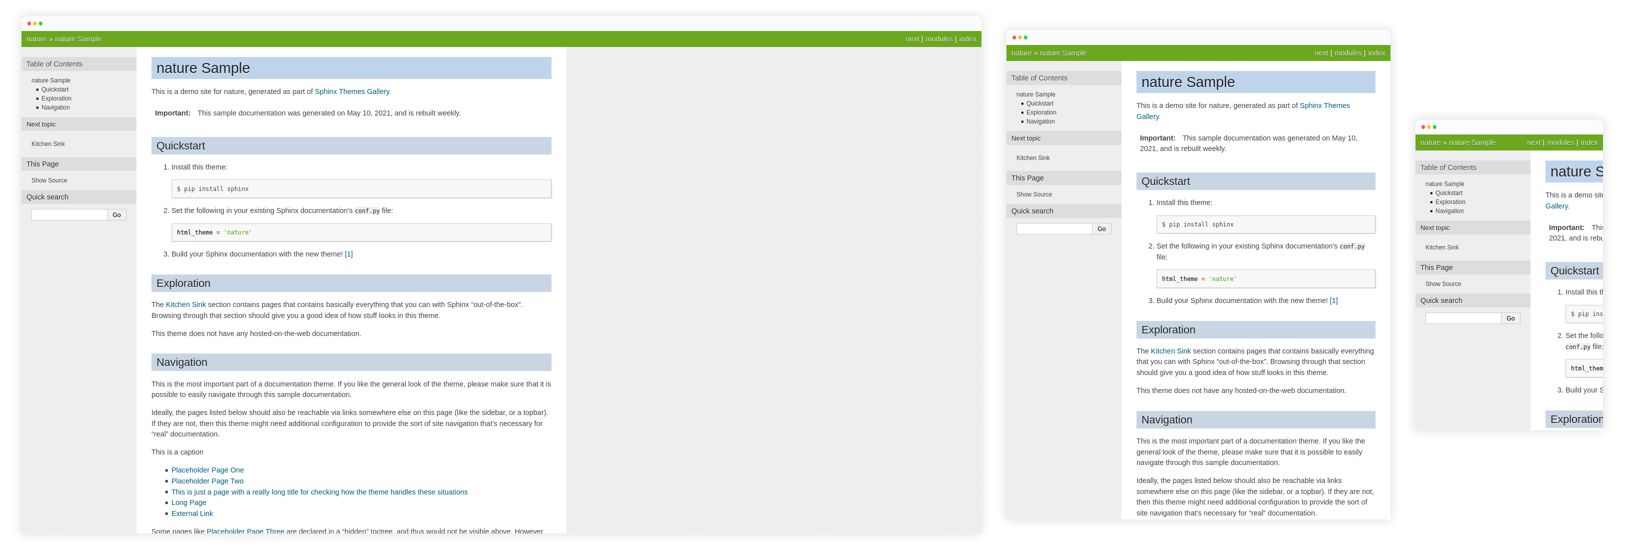 nature » nature Sample
next | modules | index
Table of Contents
nature Sample
Quickstart
Exploration
Navigation
Next topic
Kitchen Sink
This Page
Show Source
Quick search
Go
nature Sample
This is a demo site for nature, generated as part of Sphinx Themes Gallery.
Important: This sample documentation was generated on May 10, 2021, and is rebuilt weekly.
Quickstart
1. Install this theme:
$ pip install sphinx
2. Set the following in your existing Sphinx documentation's conf.py file:
html_theme = 'nature'
3. Build your Sphinx documentation with the new theme! [1]
Exploration
The Kitchen Sink section contains pages that contains basically everything that you can with Sphinx “out-of-the-box”.
Browsing through that section should give you a good idea of how stuff looks in this theme.
This theme does not have any hosted-on-the-web documentation.
Navigation
This is the most important part of a documentation theme. If you like the general look of the theme, please make sure that it is
possible to easily navigate through this sample documentation.
Ideally, the pages listed below should also be reachable via links somewhere else on this page (like the sidebar, or a topbar).
If they are not, then this theme might need additional configuration to provide the sort of site navigation that's necessary for
“real” documentation.
This is a caption
Placeholder Page One
Placeholder Page Two
This is just a page with a really long title for checking how the theme handles these situations
Long Page
External Link
Some pages like Placeholder Page Three are declared in a “hidden” toctree, and thus would not be visible above. However,
nature » nature Sample
next | modules | index
Table of Contents
nature Sample
Quickstart
Exploration
Navigation
Next topic
Kitchen Sink
This Page
Show Source
Quick search
Go
nature Sample
This is a demo site for nature, generated as part of Sphinx Themes
Gallery.
Important: This sample documentation was generated on May 10,
2021, and is rebuilt weekly.
Quickstart
1. Install this theme:
$ pip install sphinx
2. Set the following in your existing Sphinx documentation's conf.py
file:
html_theme = 'nature'
3. Build your Sphinx documentation with the new theme! [1]
Exploration
The Kitchen Sink section contains pages that contains basically everything
that you can with Sphinx “out-of-the-box”. Browsing through that section
should give you a good idea of how stuff looks in this theme.
This theme does not have any hosted-on-the-web documentation.
Navigation
This is the most important part of a documentation theme. If you like the
general look of the theme, please make sure that it is possible to easily
navigate through this sample documentation.
Ideally, the pages listed below should also be reachable via links
somewhere else on this page (like the sidebar, or a topbar). If they are not,
then this theme might need additional configuration to provide the sort of
site navigation that's necessary for “real” documentation.
nature » nature Sample
next | modules | index
Table of Contents
nature Sample
Quickstart
Exploration
Navigation
Next topic
Kitchen Sink
This Page
Show Source
Quick search
Go
nature S
This is a demo site
Gallery.
Important: This
2021, and is rebu
Quickstart
1. Install this th
$ pip ins
2. Set the follo
conf.py file:
html_them
3. Build your S
Exploration